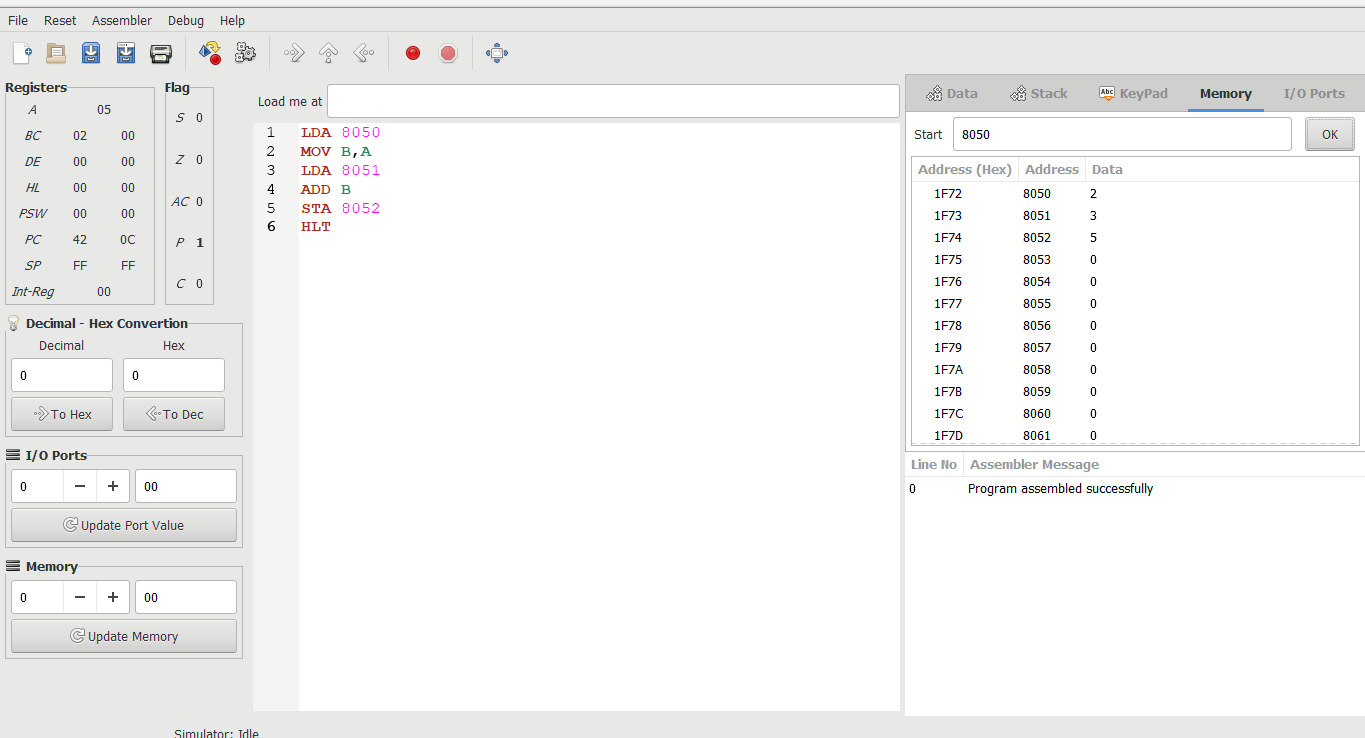 File Reset Assembler Debug Help
Registers
A 05
BC 02 00
DE 00 00
HL 00 00
PSW 00 00
PC 42 0C
SP FF FF
Int-Reg 00
Flag
S 0
Z 0
AC 0
P 1
C 0
Decimal - Hex Convertion
Decimal Hex
0 0
To Hex To Dec
I/O Ports
0 − + 00
Update Port Value
Memory
0 − + 00
Update Memory
Load me at
1 LDA 8050
2 MOV B,A
3 LDA 8051
4 ADD B
5 STA 8052
6 HLT
Data Stack Abc KeyPad Memory I/O Ports
Start 8050 OK
Address (Hex) Address Data
1F72 8050 2
1F73 8051 3
1F74 8052 5
1F75 8053 0
1F76 8054 0
1F77 8055 0
1F78 8056 0
1F79 8057 0
1F7A 8058 0
1F7B 8059 0
1F7C 8060 0
1F7D 8061 0
Line No Assembler Message
0 Program assembled successfully
Simulator: Idle